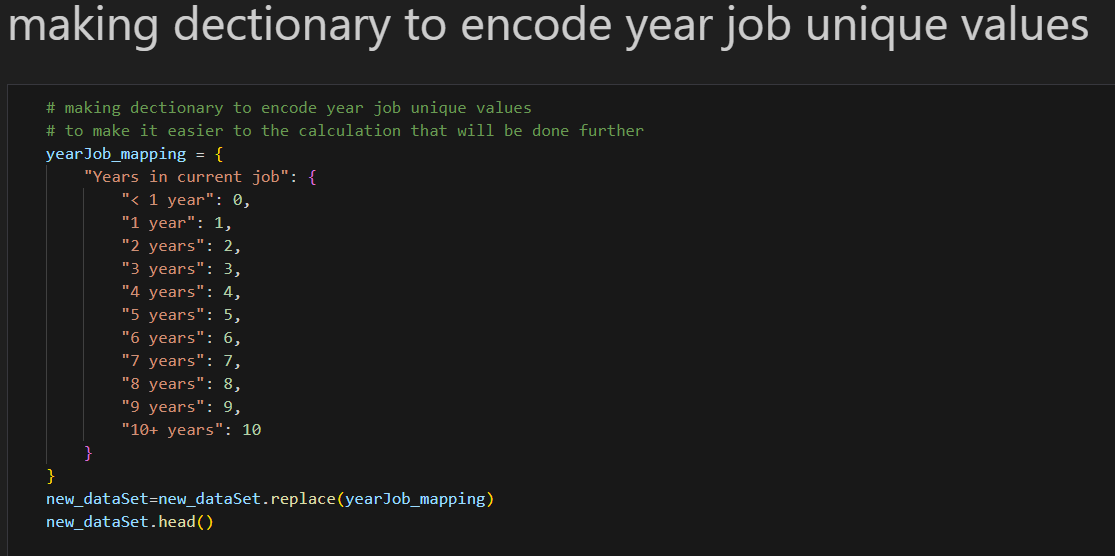 making dectionary to encode year job unique values
# making dectionary to encode year job unique values
# to make it easier to the calculation that will be done further
yearJob_mapping = {
    "Years in current job": {
        "< 1 year": 0,
        "1 year": 1,
        "2 years": 2,
        "3 years": 3,
        "4 years": 4,
        "5 years": 5,
        "6 years": 6,
        "7 years": 7,
        "8 years": 8,
        "9 years": 9,
        "10+ years": 10
    }
}
new_dataSet=new_dataSet.replace(yearJob_mapping)
new_dataSet.head()